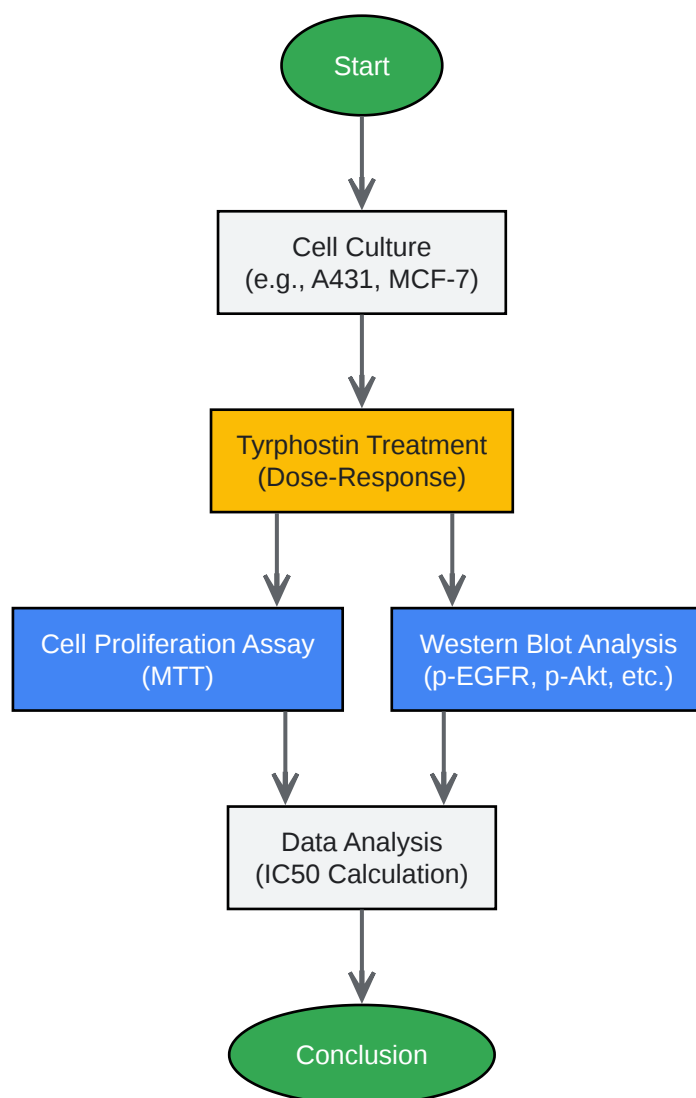 Start
Cell Culture
(e.g., A431, MCF-7)
Tyrphostin Treatment
(Dose-Response)
Cell Proliferation Assay
(MTT)
Western Blot Analysis
(p-EGFR, p-Akt, etc.)
Data Analysis
(IC50 Calculation)
Conclusion